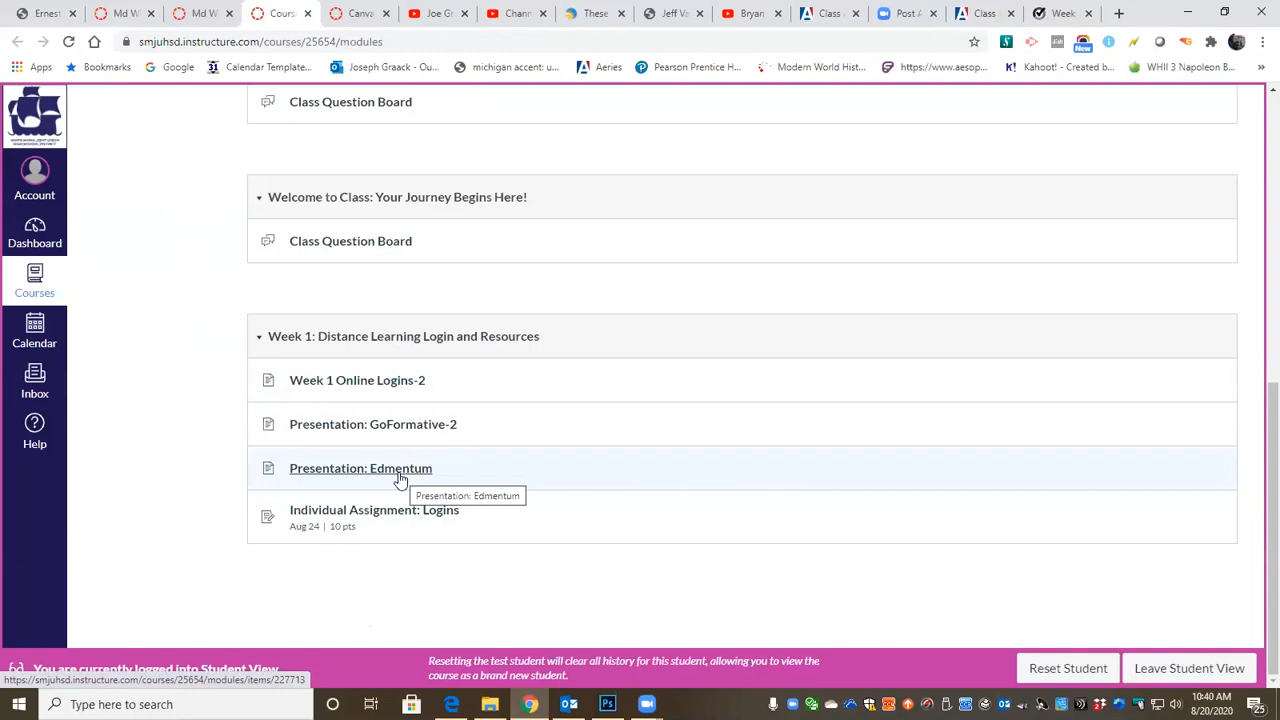 Ernest
Md W
Md W
Cours
Canva
Joe Gr
Chann
These
Jeff Va
Bryan
Class
Post A
Class
Week
smjuhsd.instructure.com/courses/25654/modules
New
Apps
Bookmarks
Google
Calendar Template...
Joseph Graack - Ou...
michigan accent: u...
Aeries
Pearson Prentice H...
Modern World Hist...
https://www.aesop...
Kahoot! - Created b...
WHII 3 Napoleon B...
Class Question Board
Account
Welcome to Class: Your Journey Begins Here!
Dashboard
Class Question Board
Courses
Week 1: Distance Learning Login and Resources
Calendar
Week 1 Online Logins-2
Inbox
Presentation: GoFormative-2
Help
Presentation: Edmentum
Presentation: Edmentum
Individual Assignment: Logins
Aug 24 | 10 pts
You are currently logged into Student View
Resetting the test student will clear all history for this student, allowing you to view the
course as a brand new student.
Reset Student
Leave Student View
https://smjuhsd.instructure.com/courses/25654/modules/items/227713
Type here to search
10:40 AM
8/20/2020